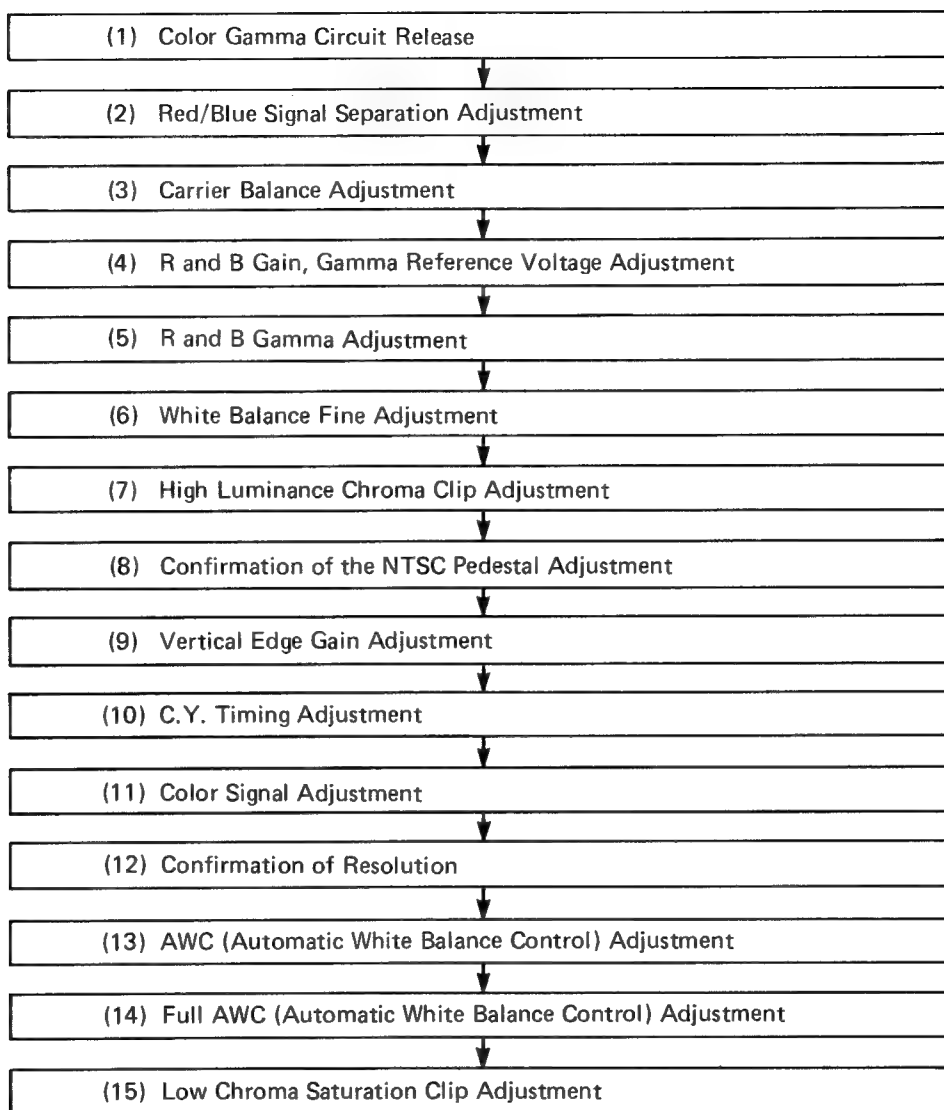 (1) Color Gamma Circuit Release
(2) Red/Blue Signal Separation Adjustment
(3) Carrier Balance Adjustment
(4) R and B Gain, Gamma Reference Voltage Adjustment
(5) R and B Gamma Adjustment
(6) White Balance Fine Adjustment
(7) High Luminance Chroma Clip Adjustment
(8) Confirmation of the NTSC Pedestal Adjustment
(9) Vertical Edge Gain Adjustment
(10) C.Y. Timing Adjustment
(11) Color Signal Adjustment
(12) Confirmation of Resolution
(13) AWC (Automatic White Balance Control) Adjustment
(14) Full AWC (Automatic White Balance Control) Adjustment
(15) Low Chroma Saturation Clip Adjustment